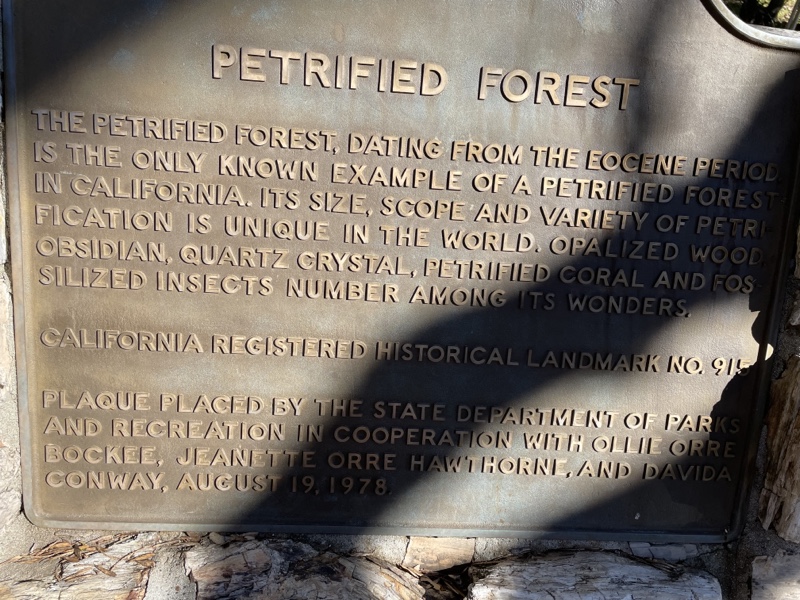 PETRIFIED FOREST
THE PETRIFIED FOREST, DATING FROM THE EOCENE PERIOD,
IS THE ONLY KNOWN EXAMPLE OF A PETRIFIED FOREST
IN CALIFORNIA. ITS SIZE, SCOPE AND VARIETY OF PETRI-
FICATION IS UNIQUE IN THE WORLD. OPALIZED WOOD,
OBSIDIAN, QUARTZ CRYSTAL, PETRIFIED CORAL AND FOS-
SILIZED INSECTS NUMBER AMONG ITS WONDERS.
CALIFORNIA REGISTERED HISTORICAL LANDMARK NO. 915
PLAQUE PLACED BY THE STATE DEPARTMENT OF PARKS
AND RECREATION IN COOPERATION WITH OLLIE ORRE
BOCKEE, JEANETTE ORRE HAWTHORNE, AND DAVIDA
CONWAY, AUGUST 19, 1978.